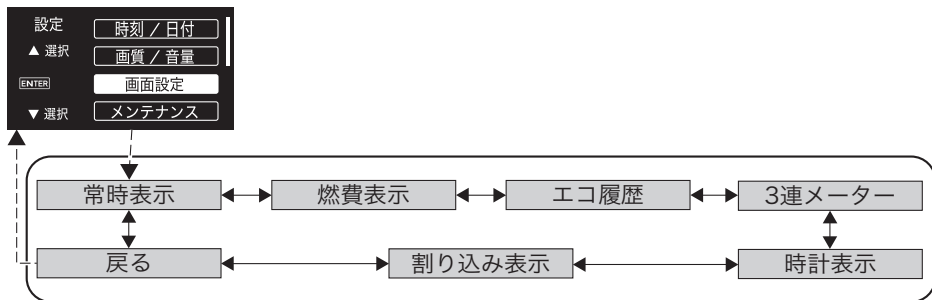 設定
時刻 / 日付
▲ 選択
画質 / 音量
ENTER
画面設定
▼ 選択
メンテナンス
常時表示
燃費表示
エコ履歴
3連メーター
戻る
割り込み表示
時計表示